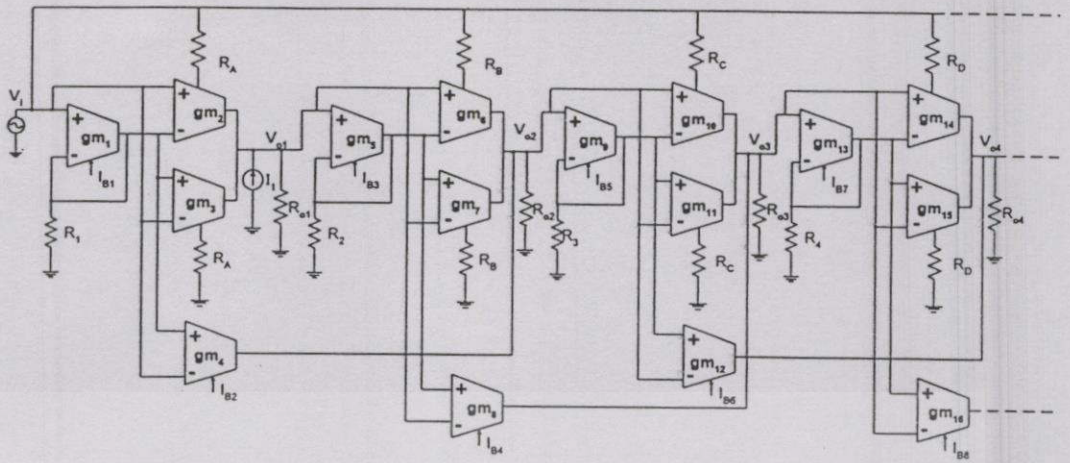 R_A
R_B
R_C
R_D
V_i
gm_1
gm_2
V_o1
gm_5
gm_6
V_o2
gm_9
gm_10
V_o3
gm_13
gm_14
V_o4
I_B1
gm_3
I_1
R_o1
I_B3
gm_7
R_o2
I_B5
gm_11
R_o3
I_B7
gm_15
R_o4
R_1
R_A
R_2
R_B
R_3
R_C
R_4
R_D
gm_4
I_B2
gm_8
I_B4
gm_12
I_B6
gm_16
I_B8